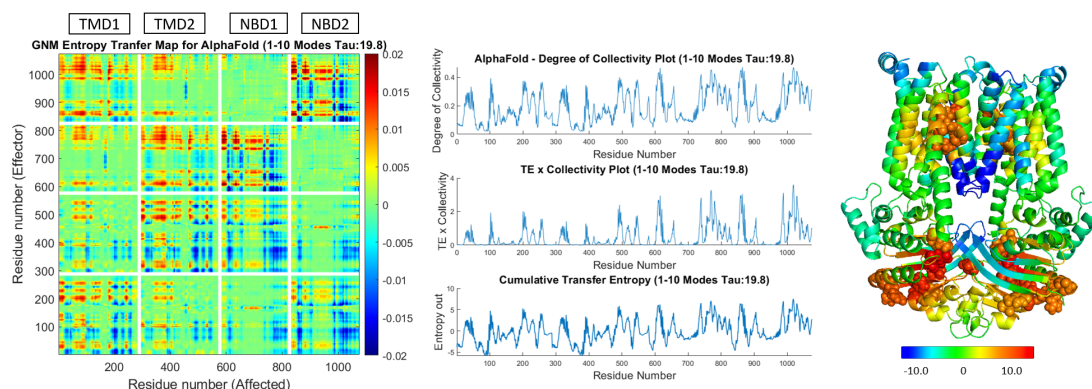 TMD1 TMD2 NBD1 NBD2
GNM Entropy Tranfer Map for AlphaFold (1-10 Modes Tau:19.8)
Residue number (Effector)
1000
900
800
700
600
500
400
300
200
100
200 400 600 800 1000
Residue number (Affected)
0.02
0.015
0.01
0.005
0
-0.005
-0.01
-0.015
-0.02
AlphaFold - Degree of Collectivity Plot (1-10 Modes Tau:19.8)
Degree of Collectivity
0.4
0.2
0
0 100 200 300 400 500 600 700 800 900 1000
Residue Number
TE x Collectivity Plot (1-10 Modes Tau:19.8)
TE x Collectivity
4
2
0
0 100 200 300 400 500 600 700 800 900 1000
Residue Number
Cumulative Transfer Entropy (1-10 Modes Tau:19.8)
Entropy out
10
5
0
-5
0 100 200 300 400 500 600 700 800 900 1000
Residue Number
-10.0 0 10.0